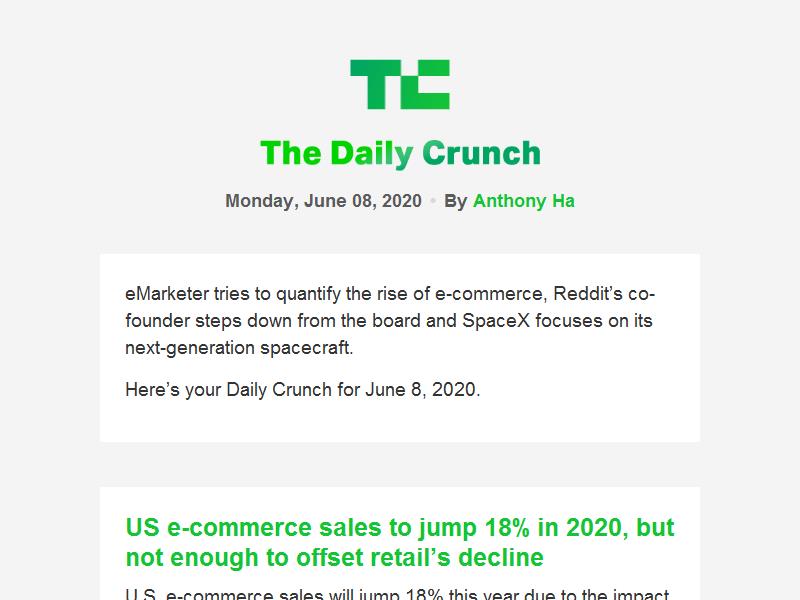 TC
The Daily Crunch
Monday, June 08, 2020 • By Anthony Ha
eMarketer tries to quantify the rise of e-commerce, Reddit’s co-
founder steps down from the board and SpaceX focuses on its
next-generation spacecraft.
Here’s your Daily Crunch for June 8, 2020.
US e-commerce sales to jump 18% in 2020, but
not enough to offset retail’s decline
U.S. e-commerce sales will jump 18% this year due to the impact